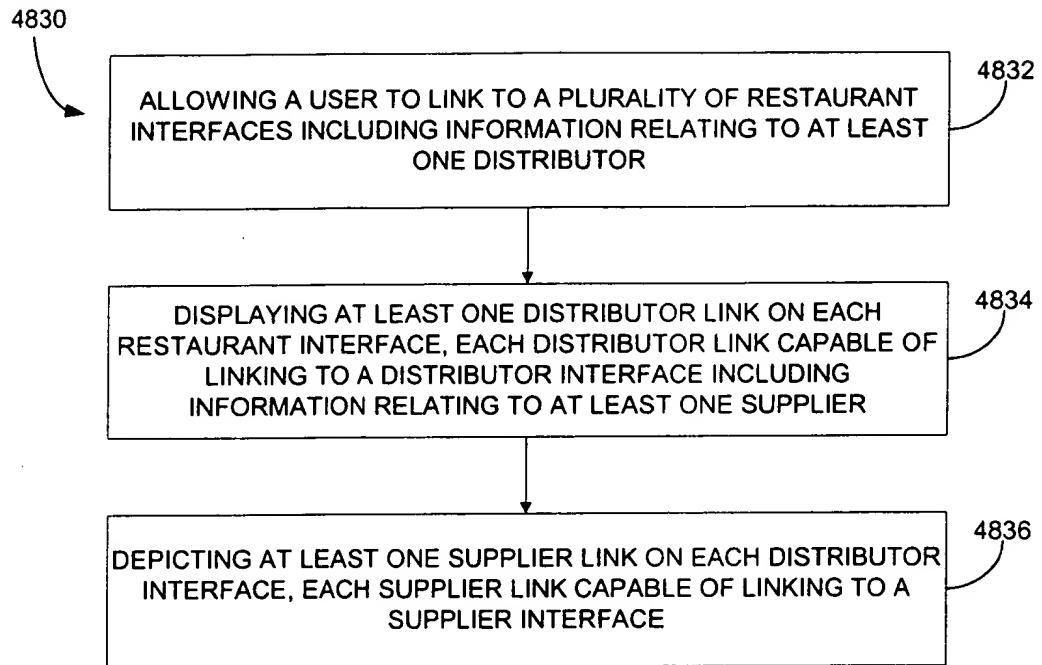 4830
4832
ALLOWING A USER TO LINK TO A PLURALITY OF RESTAURANT
INTERFACES INCLUDING INFORMATION RELATING TO AT LEAST
ONE DISTRIBUTOR
4834
DISPLAYING AT LEAST ONE DISTRIBUTOR LINK ON EACH
RESTAURANT INTERFACE, EACH DISTRIBUTOR LINK CAPABLE OF
LINKING TO A DISTRIBUTOR INTERFACE INCLUDING
INFORMATION RELATING TO AT LEAST ONE SUPPLIER
4836
DEPICTING AT LEAST ONE SUPPLIER LINK ON EACH DISTRIBUTOR
INTERFACE, EACH SUPPLIER LINK CAPABLE OF LINKING TO A
SUPPLIER INTERFACE